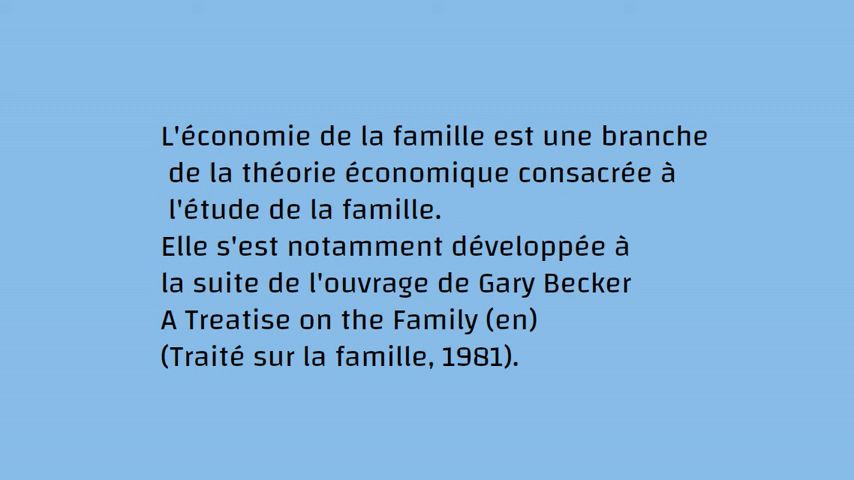 L'économie de la famille est une branche
de la théorie économique consacrée à
l'étude de la famille.
Elle s'est notamment développée à
la suite de l'ouvrage de Gary Becker
A Treatise on the Family (en)
(Traité sur la famille, 1981).